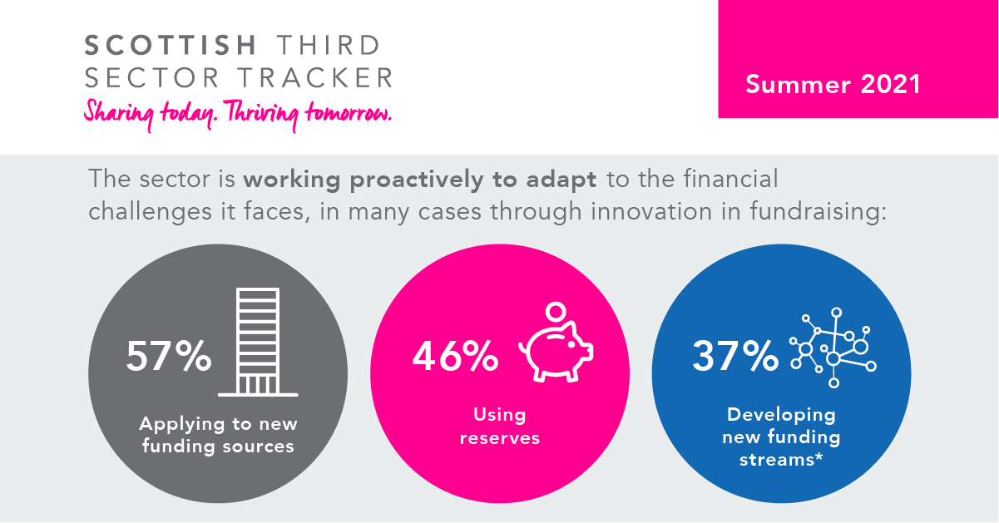 SCOTTISH THIRD
SECTOR TRACKER
Sharing today. Thriving tomorrow.
Summer 2021
The sector is working proactively to adapt to the financial
challenges it faces, in many cases through innovation in fundraising:
57%
Applying to new
funding sources
46%
Using
reserves
37%
Developing
new funding
streams*